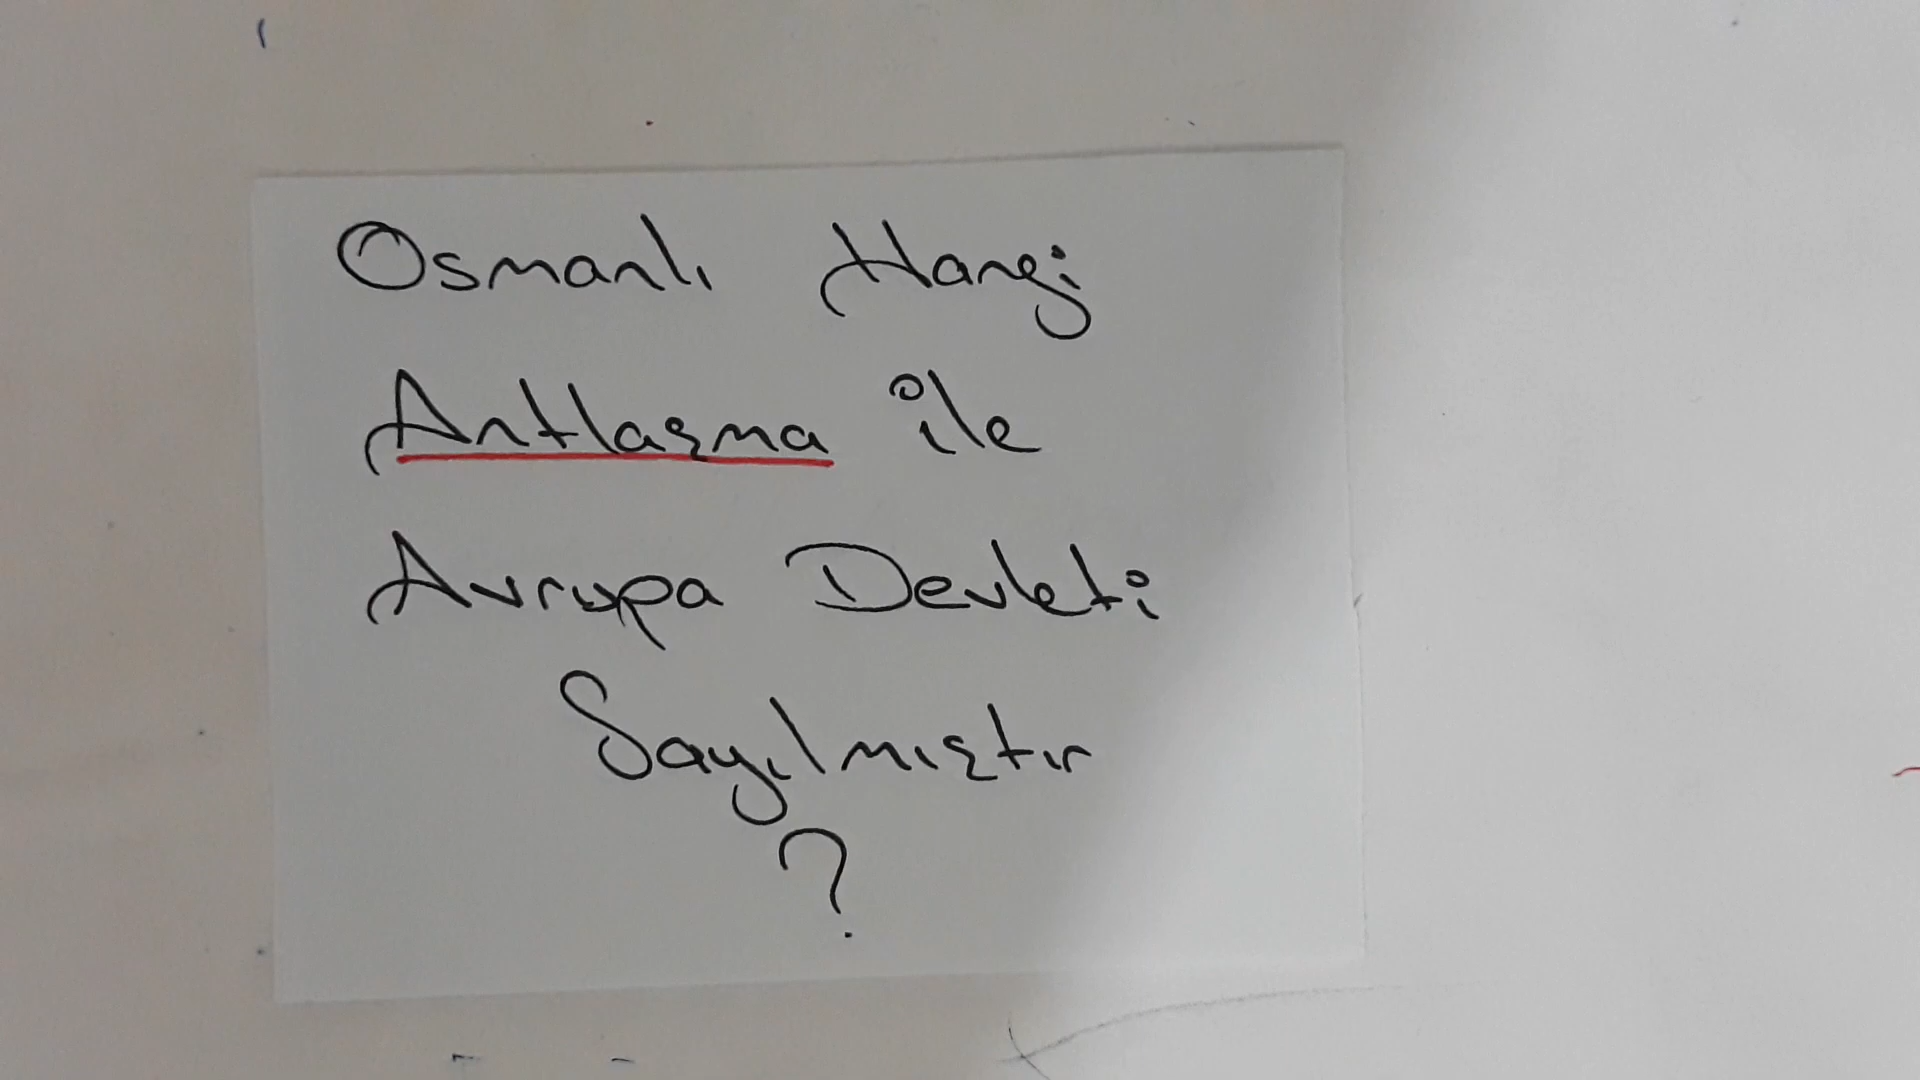 Osmanlı Hangi
Antlaşma ile
Avrupa Devleti
Sayılmıştır
?